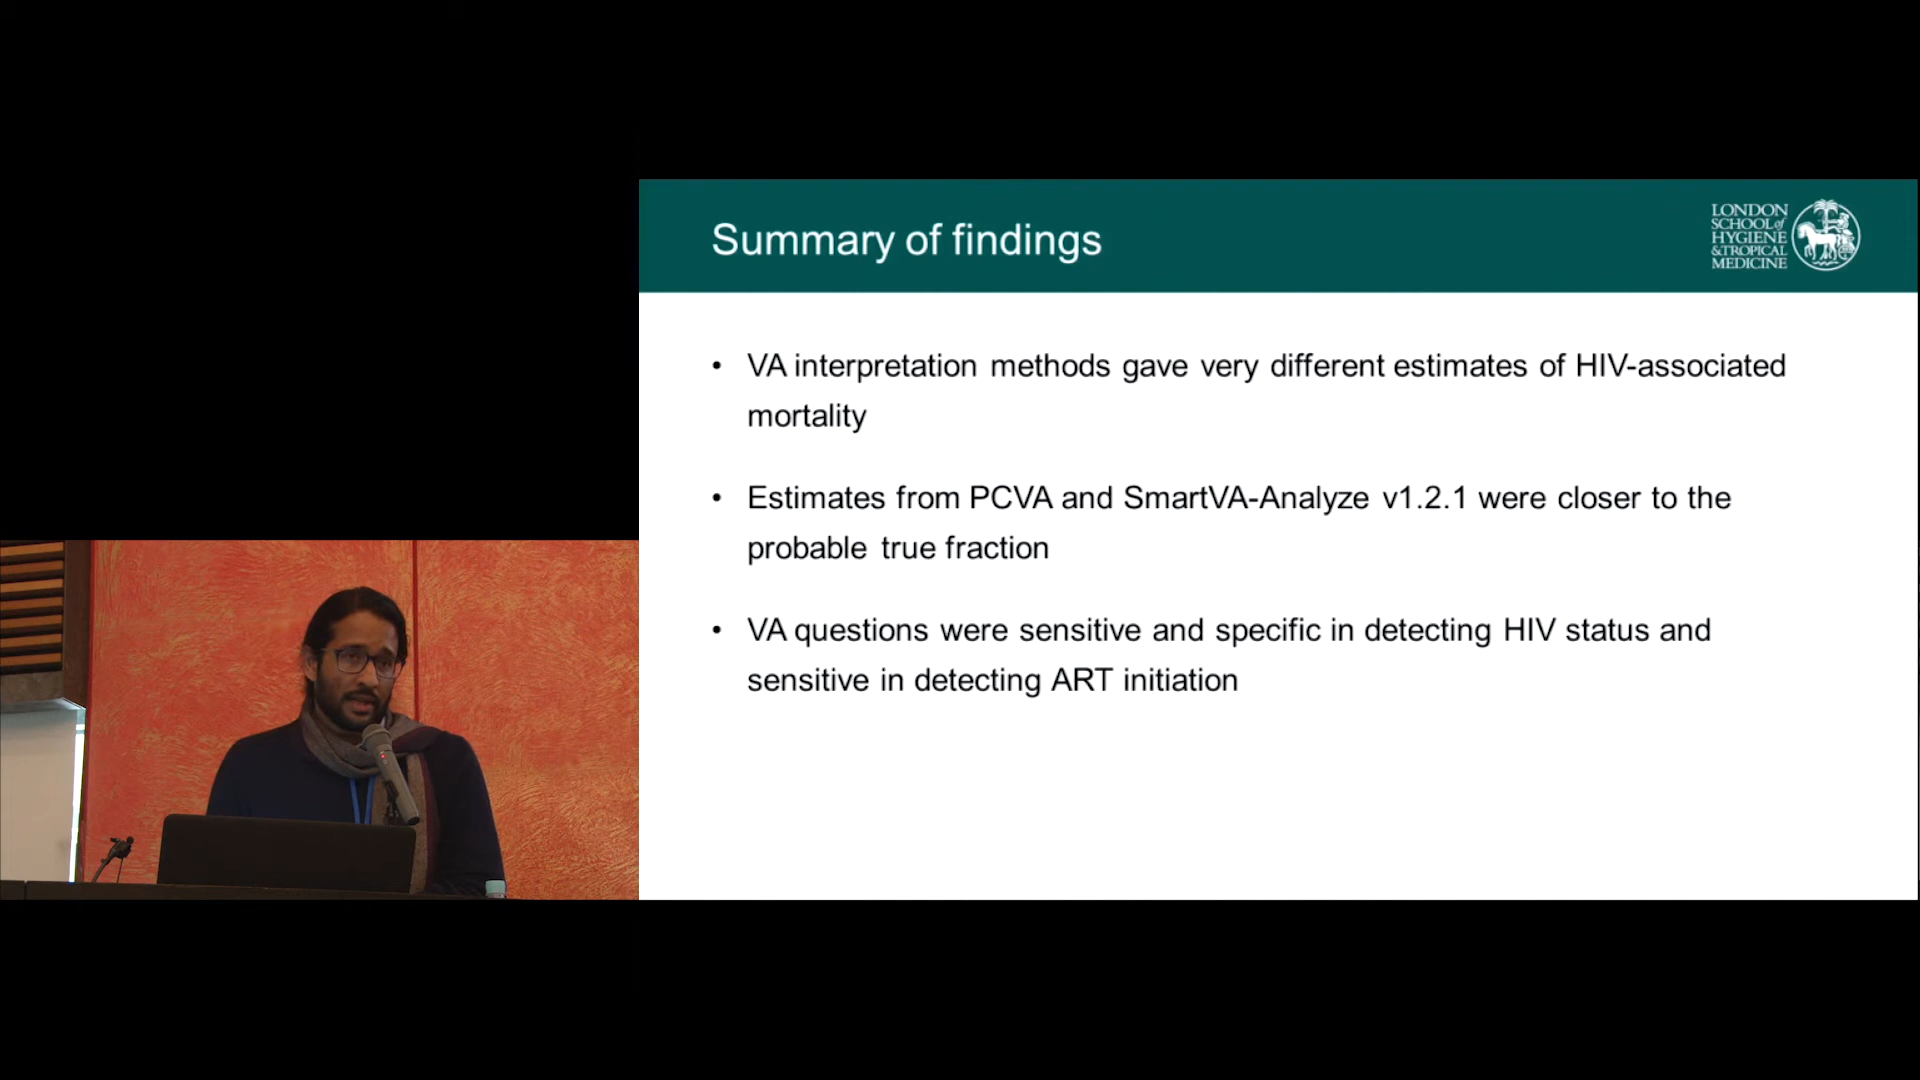 Summary of findings
LONDON
SCHOOL of
HYGIENE
& TROPICAL
MEDICINE
• VA interpretation methods gave very different estimates of HIV-associated
mortality
• Estimates from PCVA and SmartVA-Analyze v1.2.1 were closer to the
probable true fraction
• VA questions were sensitive and specific in detecting HIV status and
sensitive in detecting ART initiation